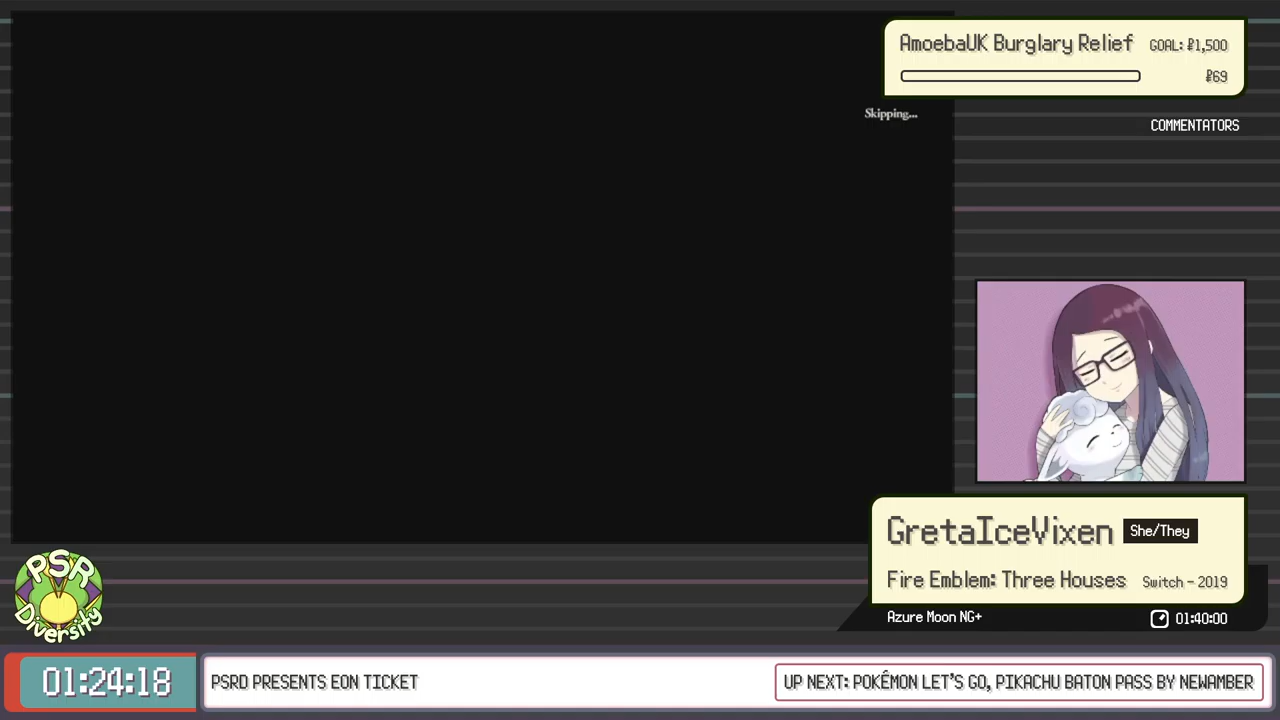 AmoebaUK Burglary Relief GOAL: ₽1,500
₽69
Skipping...
COMMENTATORS
GretaIceVixen She/They
Fire Emblem: Three Houses Switch - 2019
Azure Moon NG+ 01:40:00
PSR
Diversity
01:24:18 PSRD PRESENTS EON TICKET UP NEXT: POKÉMON LET'S GO, PIKACHU BATON PASS BY NEWAMBER